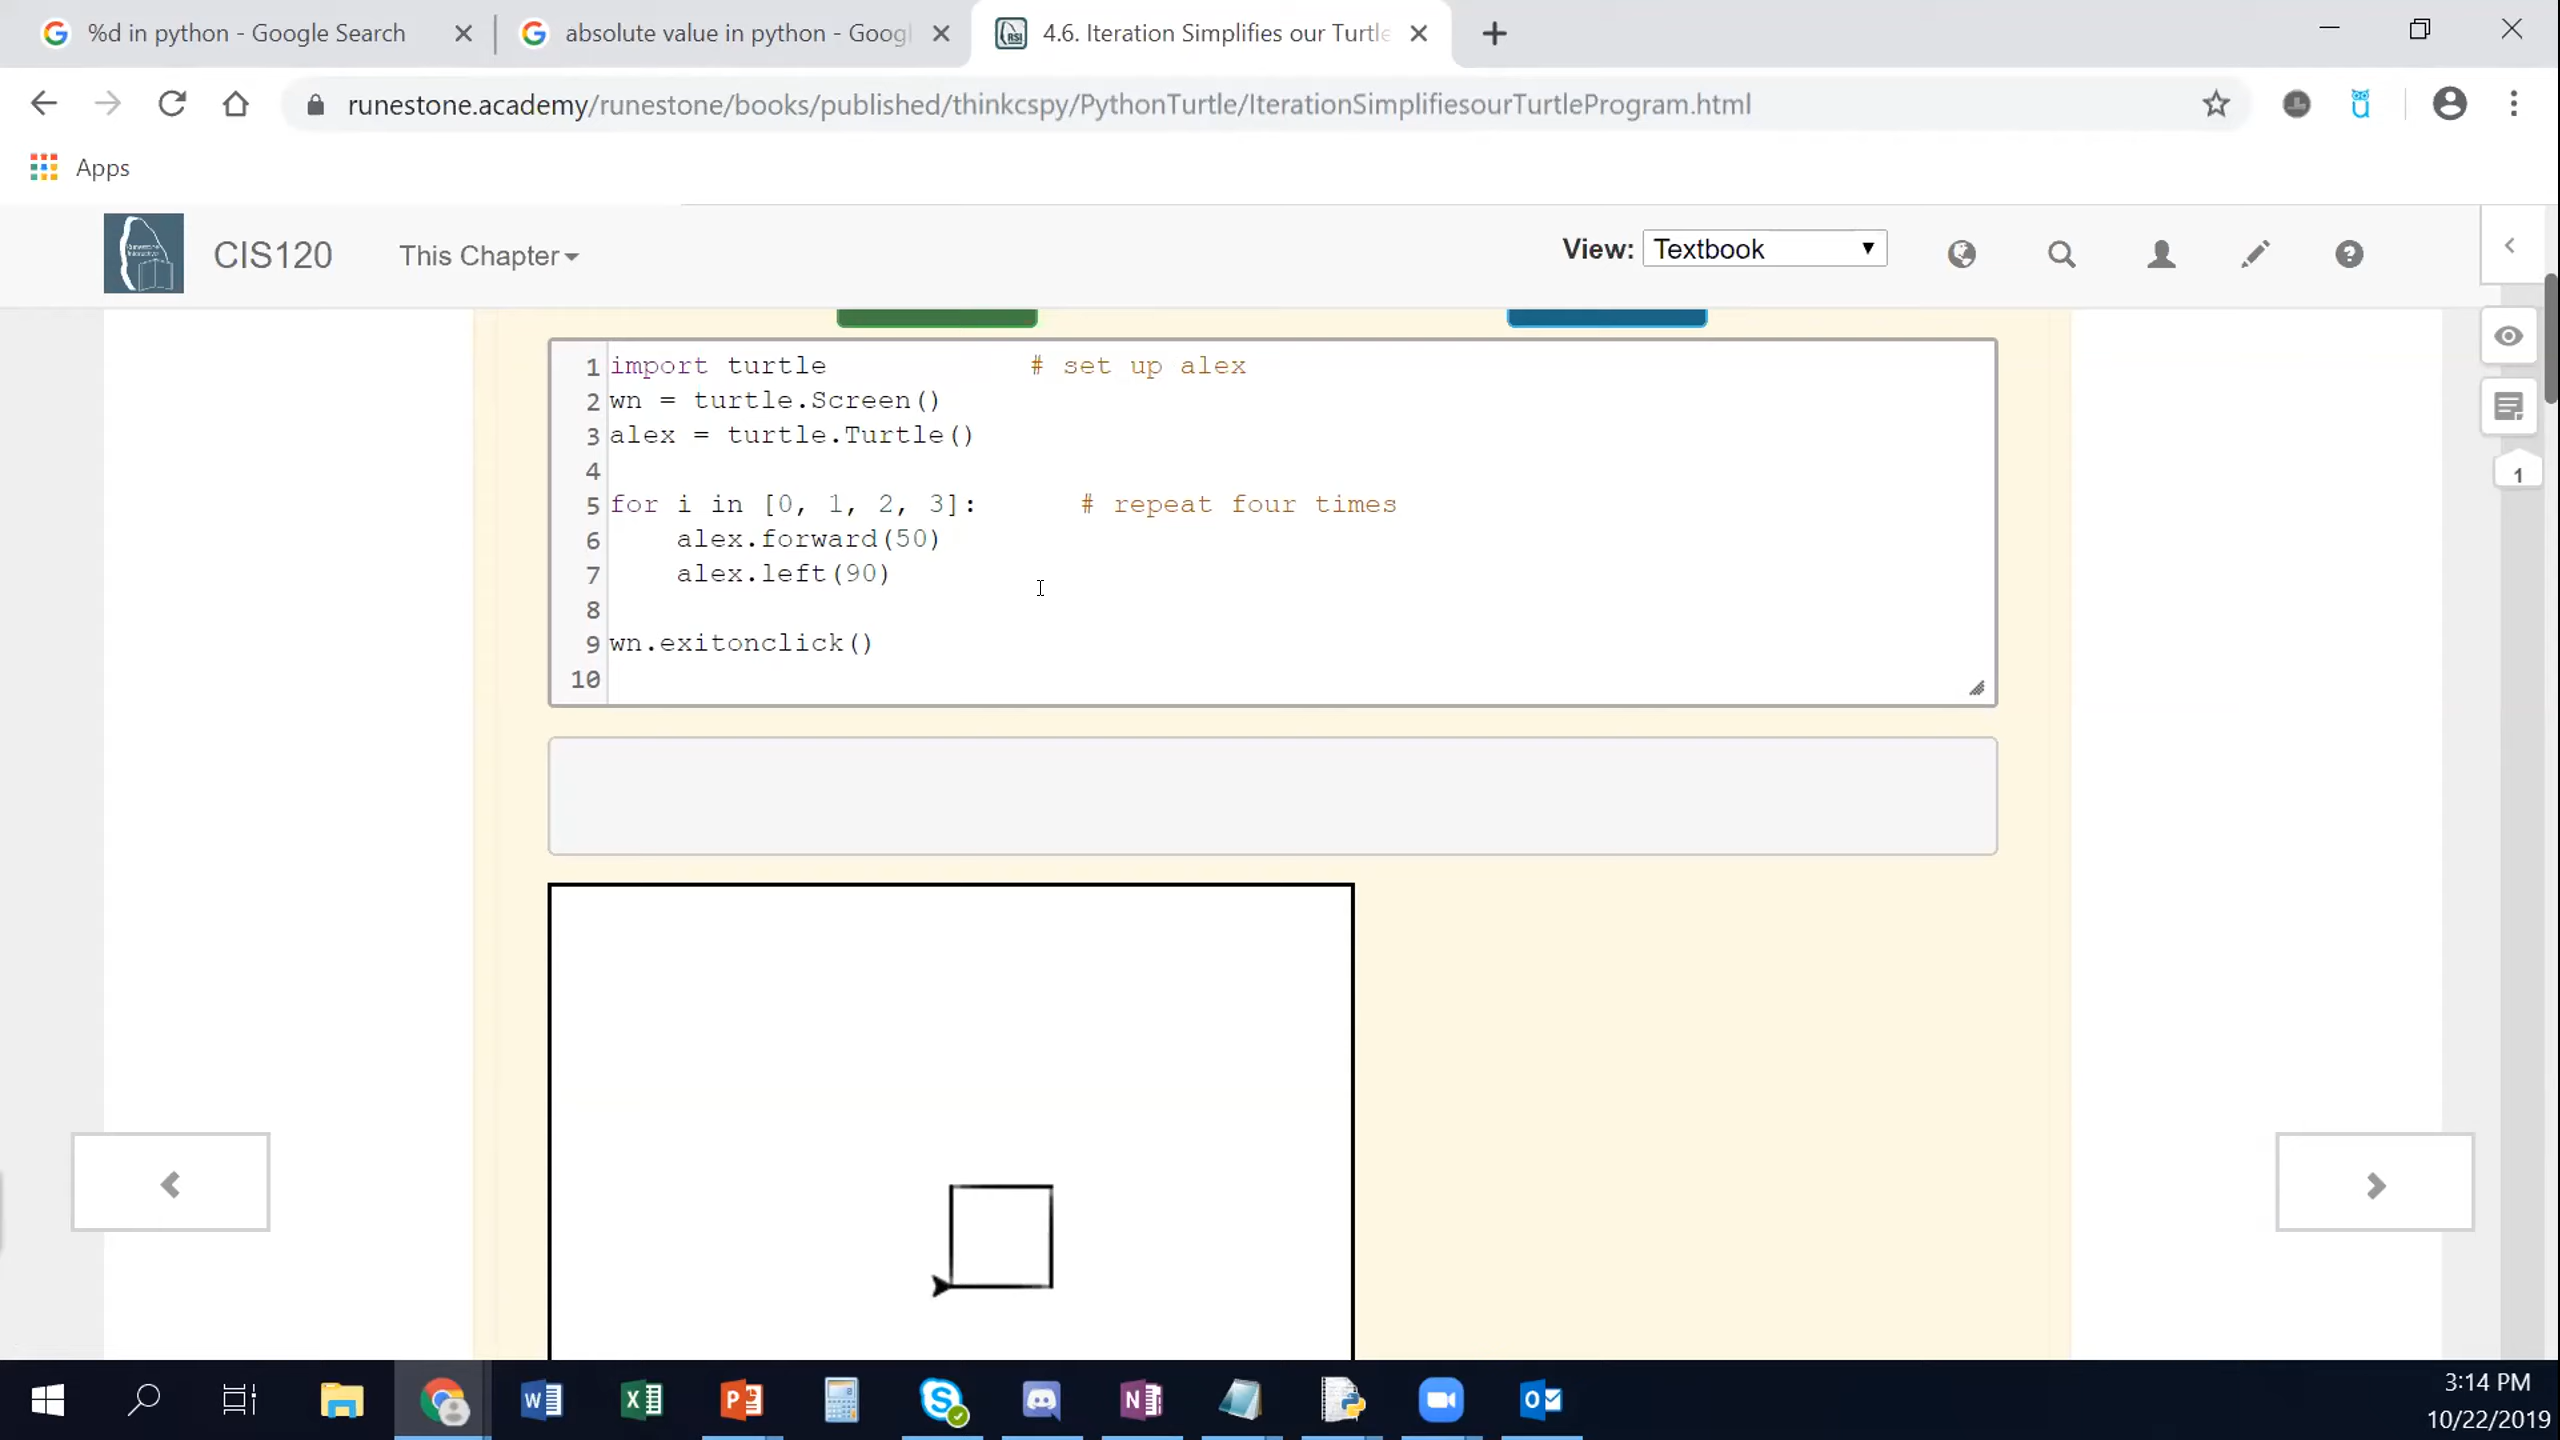 %d in python - Google Search
absolute value in python - Googl
4.6. Iteration Simplifies our Turtle
runestone.academy/runestone/books/published/thinkcspy/PythonTurtle/IterationSimplifiesourTurtleProgram.html
Apps
CIS120
This Chapter
View: Textbook
1 import turtle # set up alex
2 wn = turtle.Screen()
3 alex = turtle.Turtle()
4
5 for i in [0, 1, 2, 3]: # repeat four times
6 alex.forward(50)
7 alex.left(90)
8
9 wn.exitonclick()
10
1
3:14 PM
10/22/2019